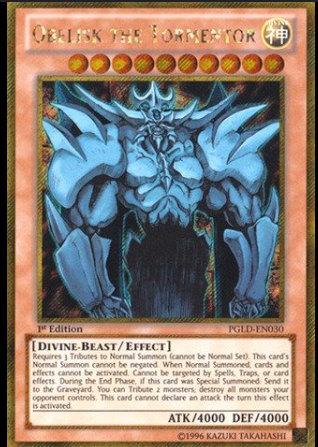 Obelisk the Tormentor
神
1st Edition
PGLD-EN030
[DIVINE-BEAST/EFFECT]
Requires 3 Tributes to Normal Summon (cannot be Normal Set). This card's
Normal Summon cannot be negated. When Normal Summoned, cards and
effects cannot be activated. Cannot be targeted by Spells, Traps, or card
effects. During the End Phase, if this card was Special Summoned: Send it
to the Graveyard. You can Tribute 2 monsters; destroy all monsters your
opponent controls. This card cannot declare an attack the turn this effect
is activated.
ATK/4000 DEF/4000
©1996 KAZUKI TAKAHASHI